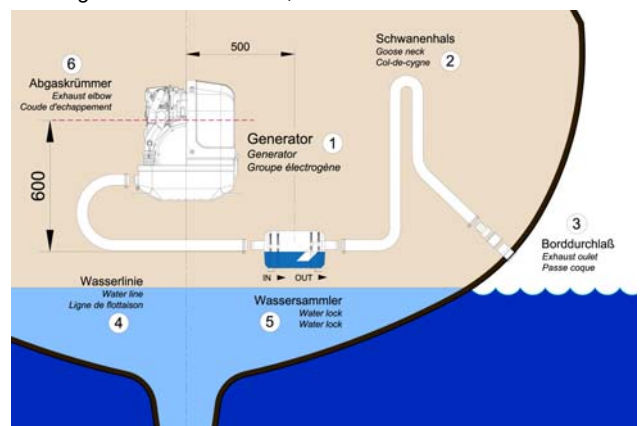 500
6
Abgaskrümmer
Exhaust elbow
Coude d'echappement
Schwanenhals
Goose neck
2
Col-de-cygne
Generator
1
Generator
Groupe électrogène
600
3
Borddurchlaß
Exhaust oulet
Passe coque
IN OUT
Wasserlinie
Water line
Ligne de flottaison
4
Wassersammler
Water lock
5
Water lock